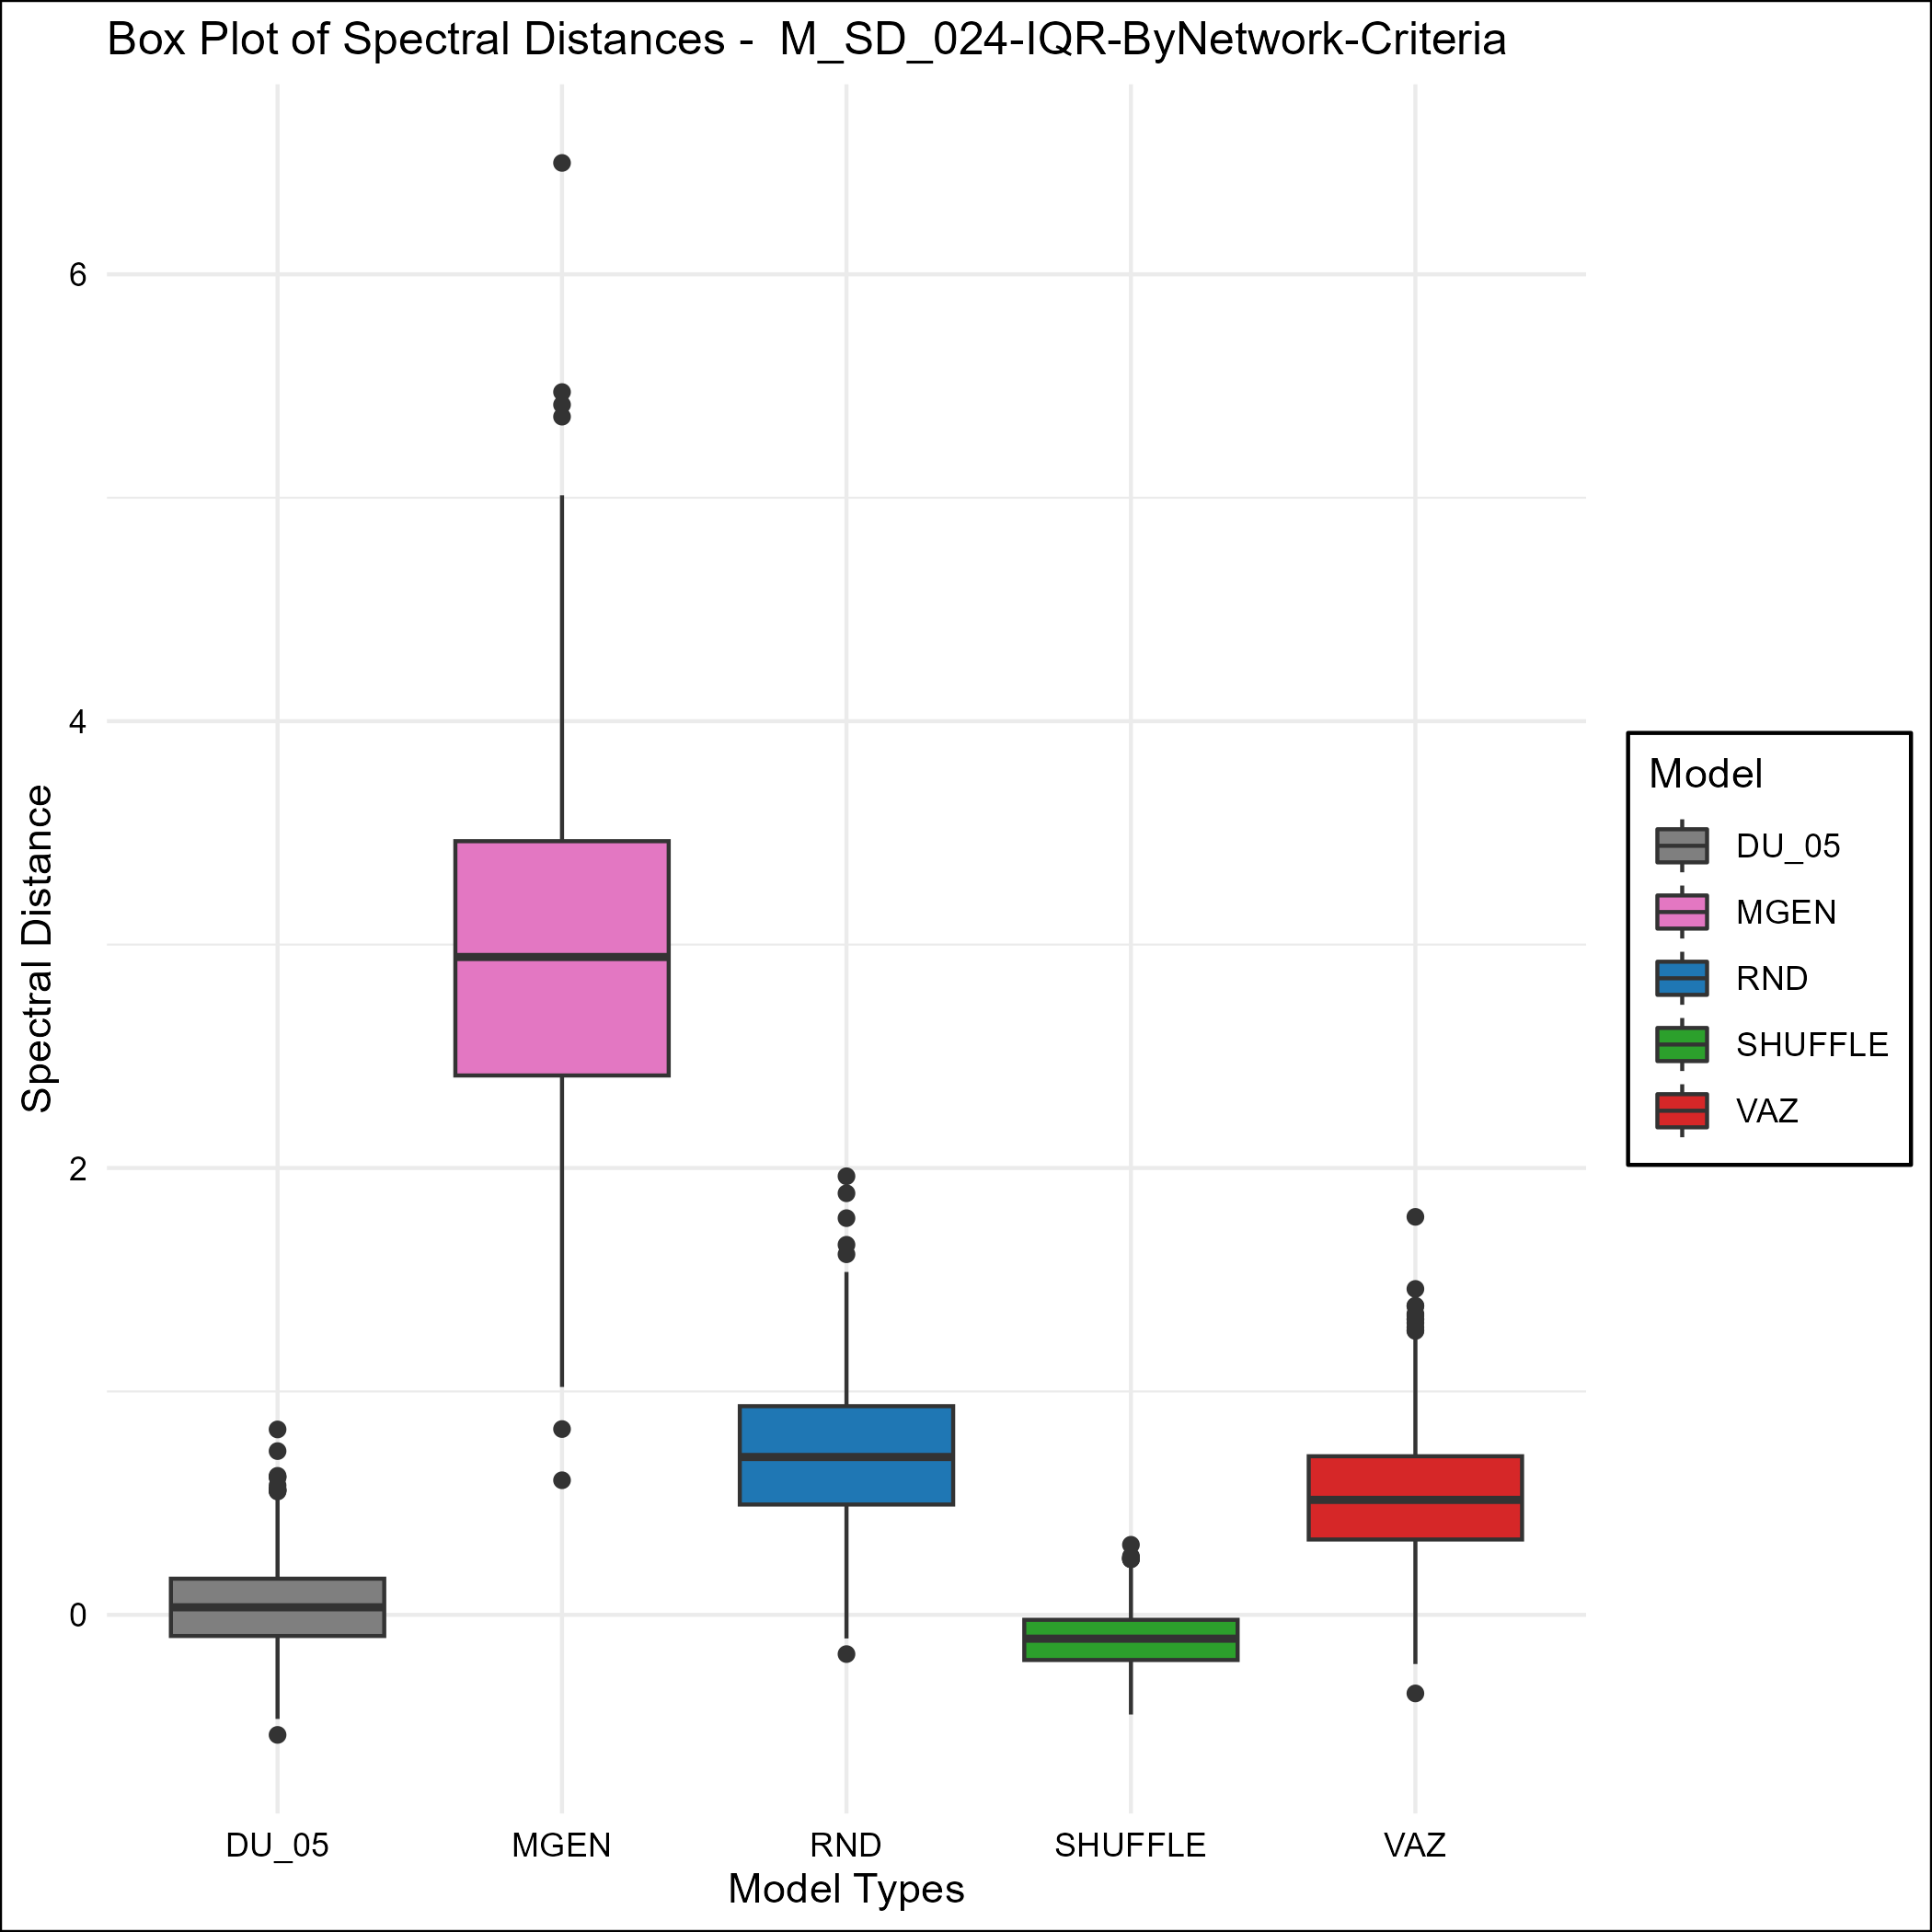 Box Plot of Spectral Distances -  M_SD_024-IQR-ByNetwork-Criteria
6
4
2
0
Spectral Distance
DU_05
MGEN
RND
SHUFFLE
VAZ
Model Types
Model
DU_05
MGEN
RND
SHUFFLE
VAZ